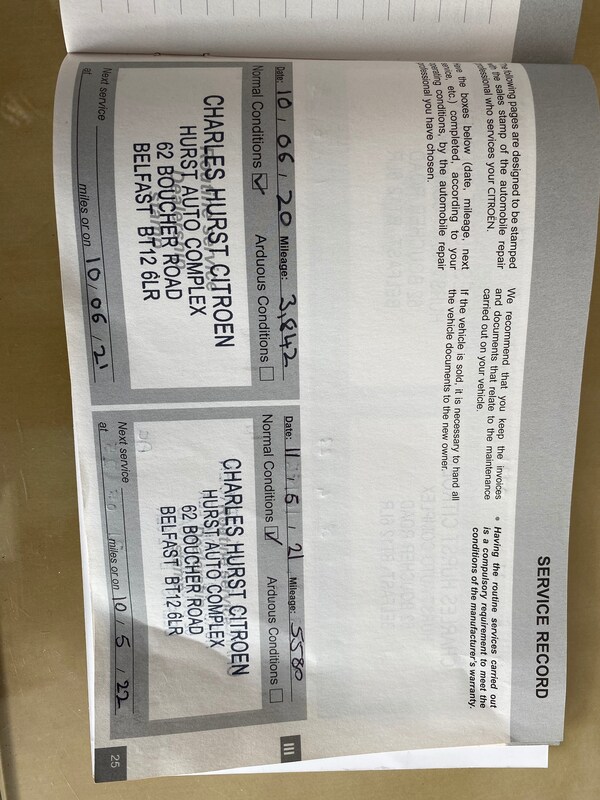 SERVICE RECORD
following pages are designed to be stamped
the sales stamp of the automobile repair
professional who services your CITROËN.
the boxes below (date, mileage, next
service, etc.) completed, according to your
operating conditions, by the automobile repair
professional you have chosen.
We recommend that you keep the invoices
and documents that relate to the maintenance
carried out on your vehicle.
If the vehicle is sold, it is necessary to hand all
the vehicle documents to the new owner.
• Having the routine services carried out
is a compulsory requirement to meet the
conditions of the manufacturer's warranty.
Date: 10 / 06 / 20 Mileage: 3,842
Normal Conditions ☑ Arduous Conditions ☐
CHARLES HURST CITROEN
HURST AUTO COMPLEX
62 BOUCHER ROAD
BELFAST BT12 6LR
Next service
at miles or on 10 / 06 / 21
Date: 11 / 5 / 21 Mileage: 5580
Normal Conditions ☑ Arduous Conditions ☐
CHARLES HURST CITROEN
HURST AUTO COMPLEX
62 BOUCHER ROAD
BELFAST BT12 6LR
Next service
at miles or on 10 / 5 / 22
III
25